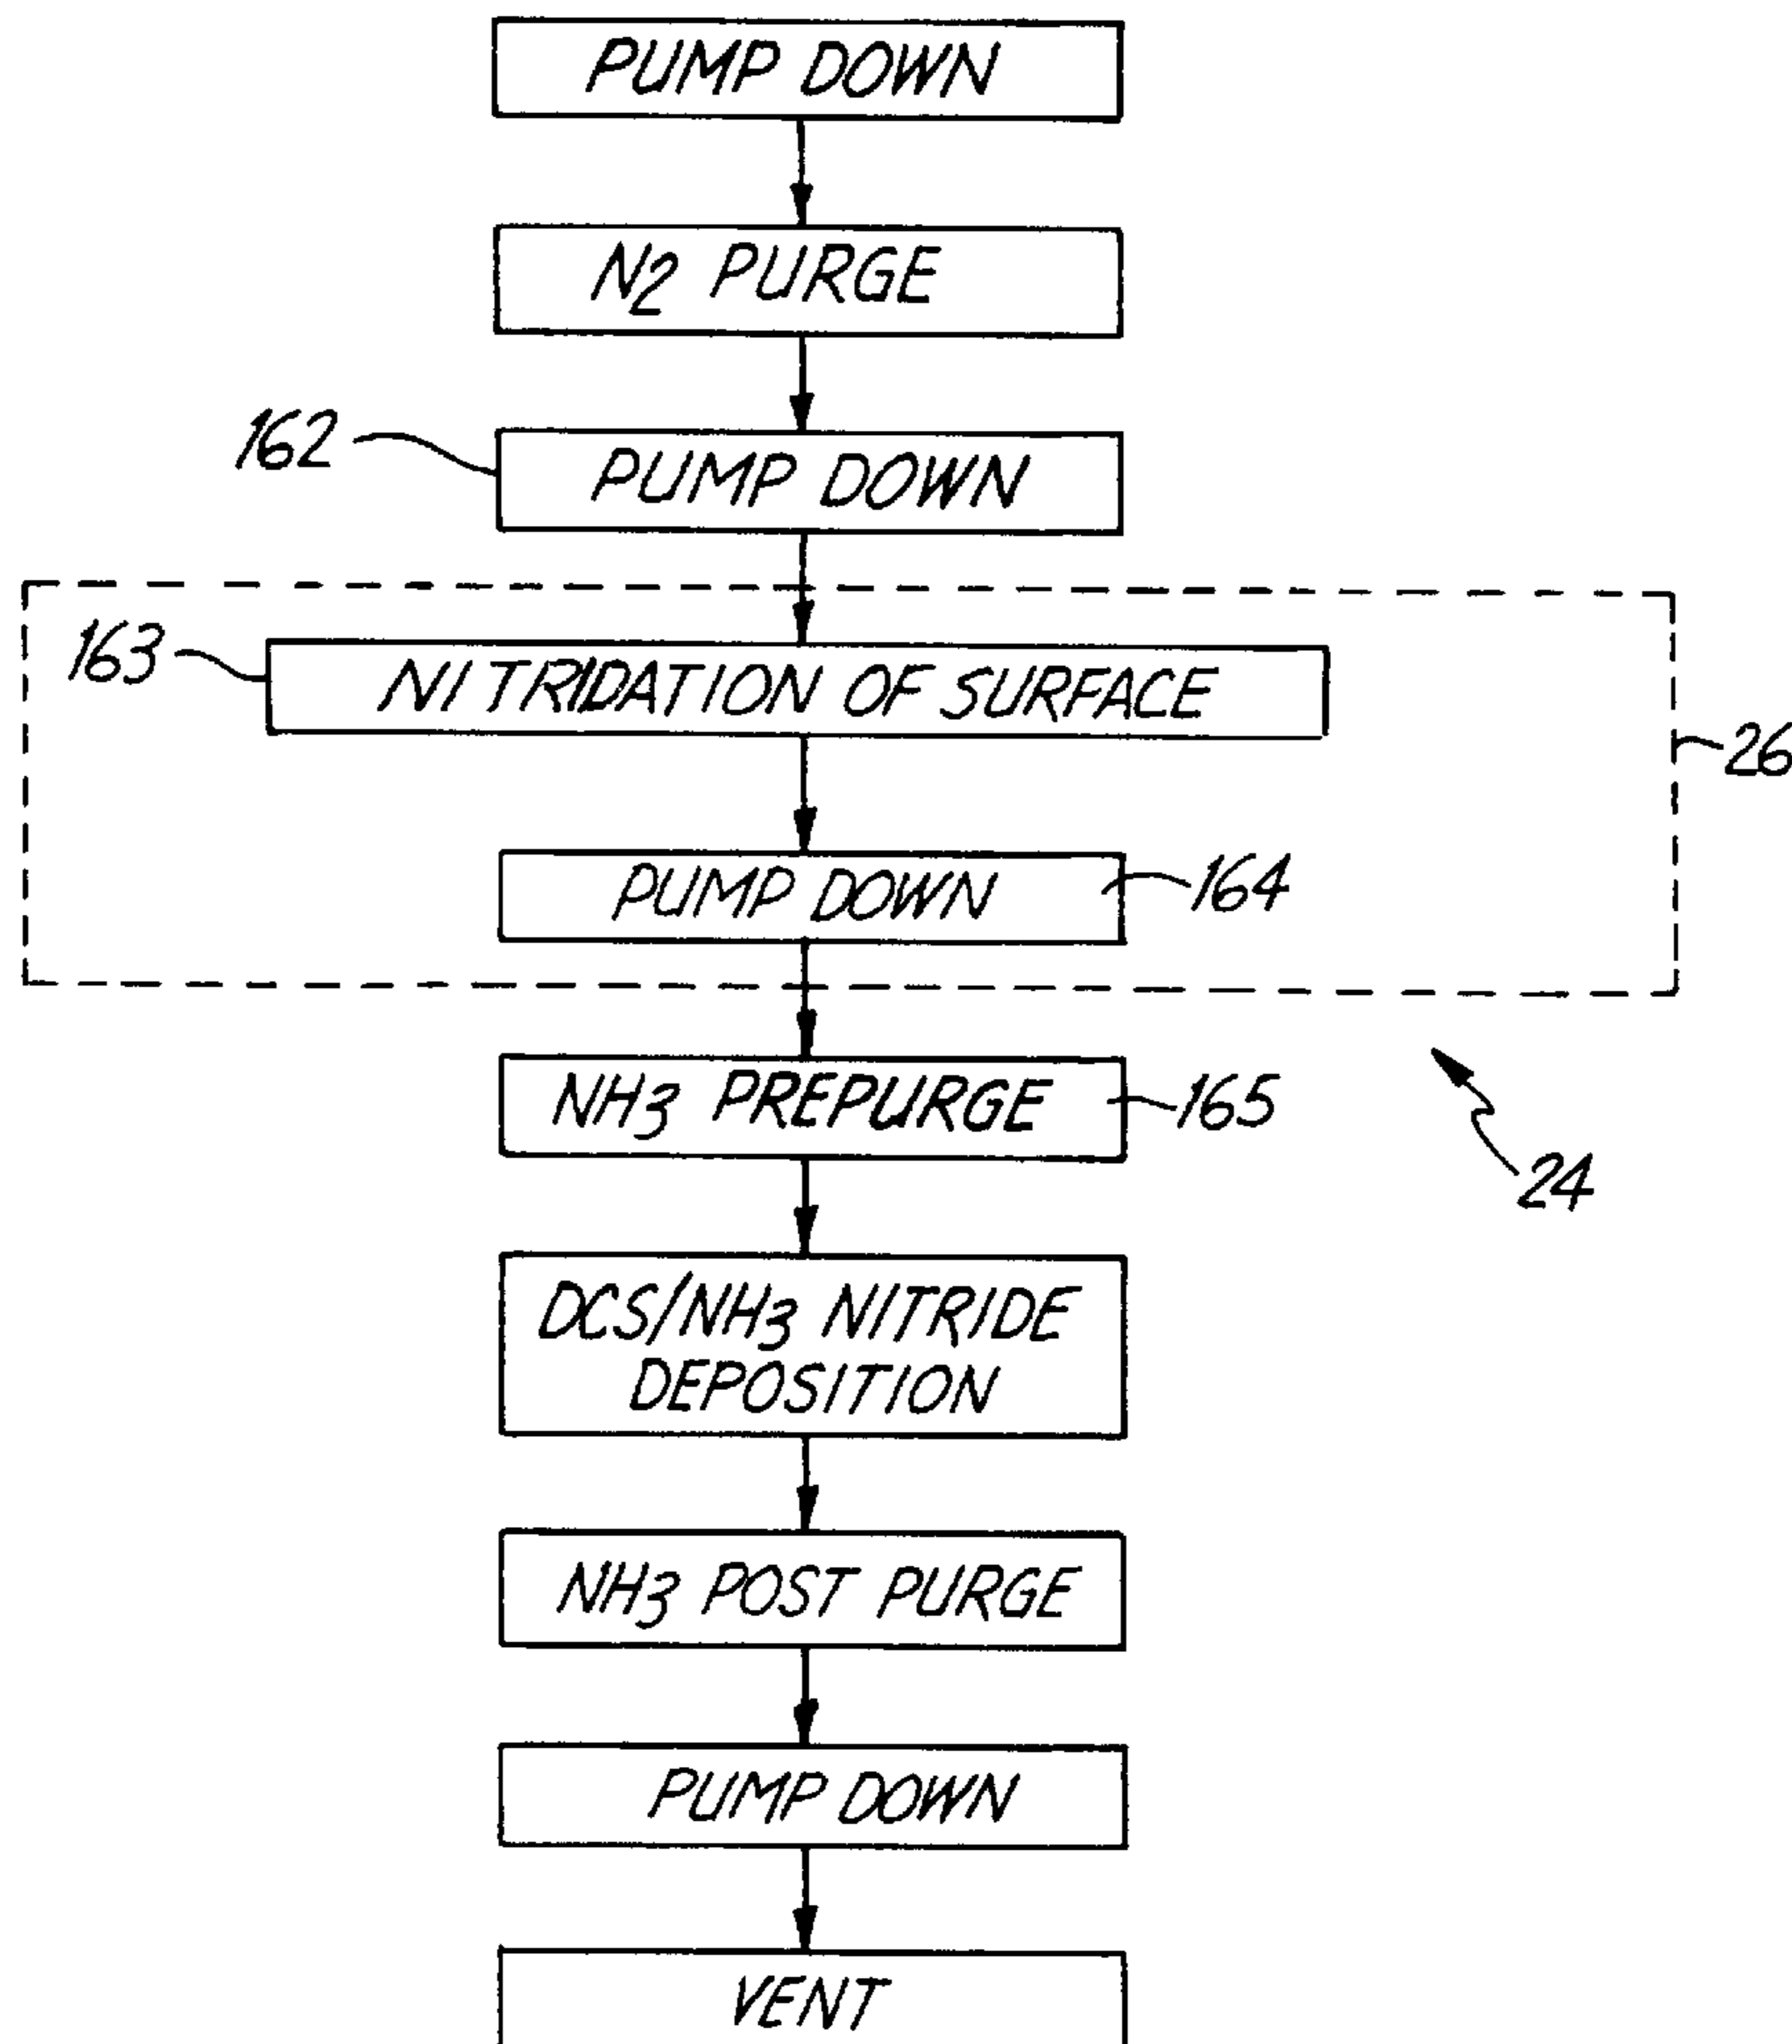 PUMP DOWN
N2 PURGE
162
PUMP DOWN
163
NITRIDATION OF SURFACE
26
PUMP DOWN
164
NH3 PREPURGE
165
24
DCS/NH3 NITRIDE
DEPOSITION
NH3 POST PURGE
PUMP DOWN
VENT